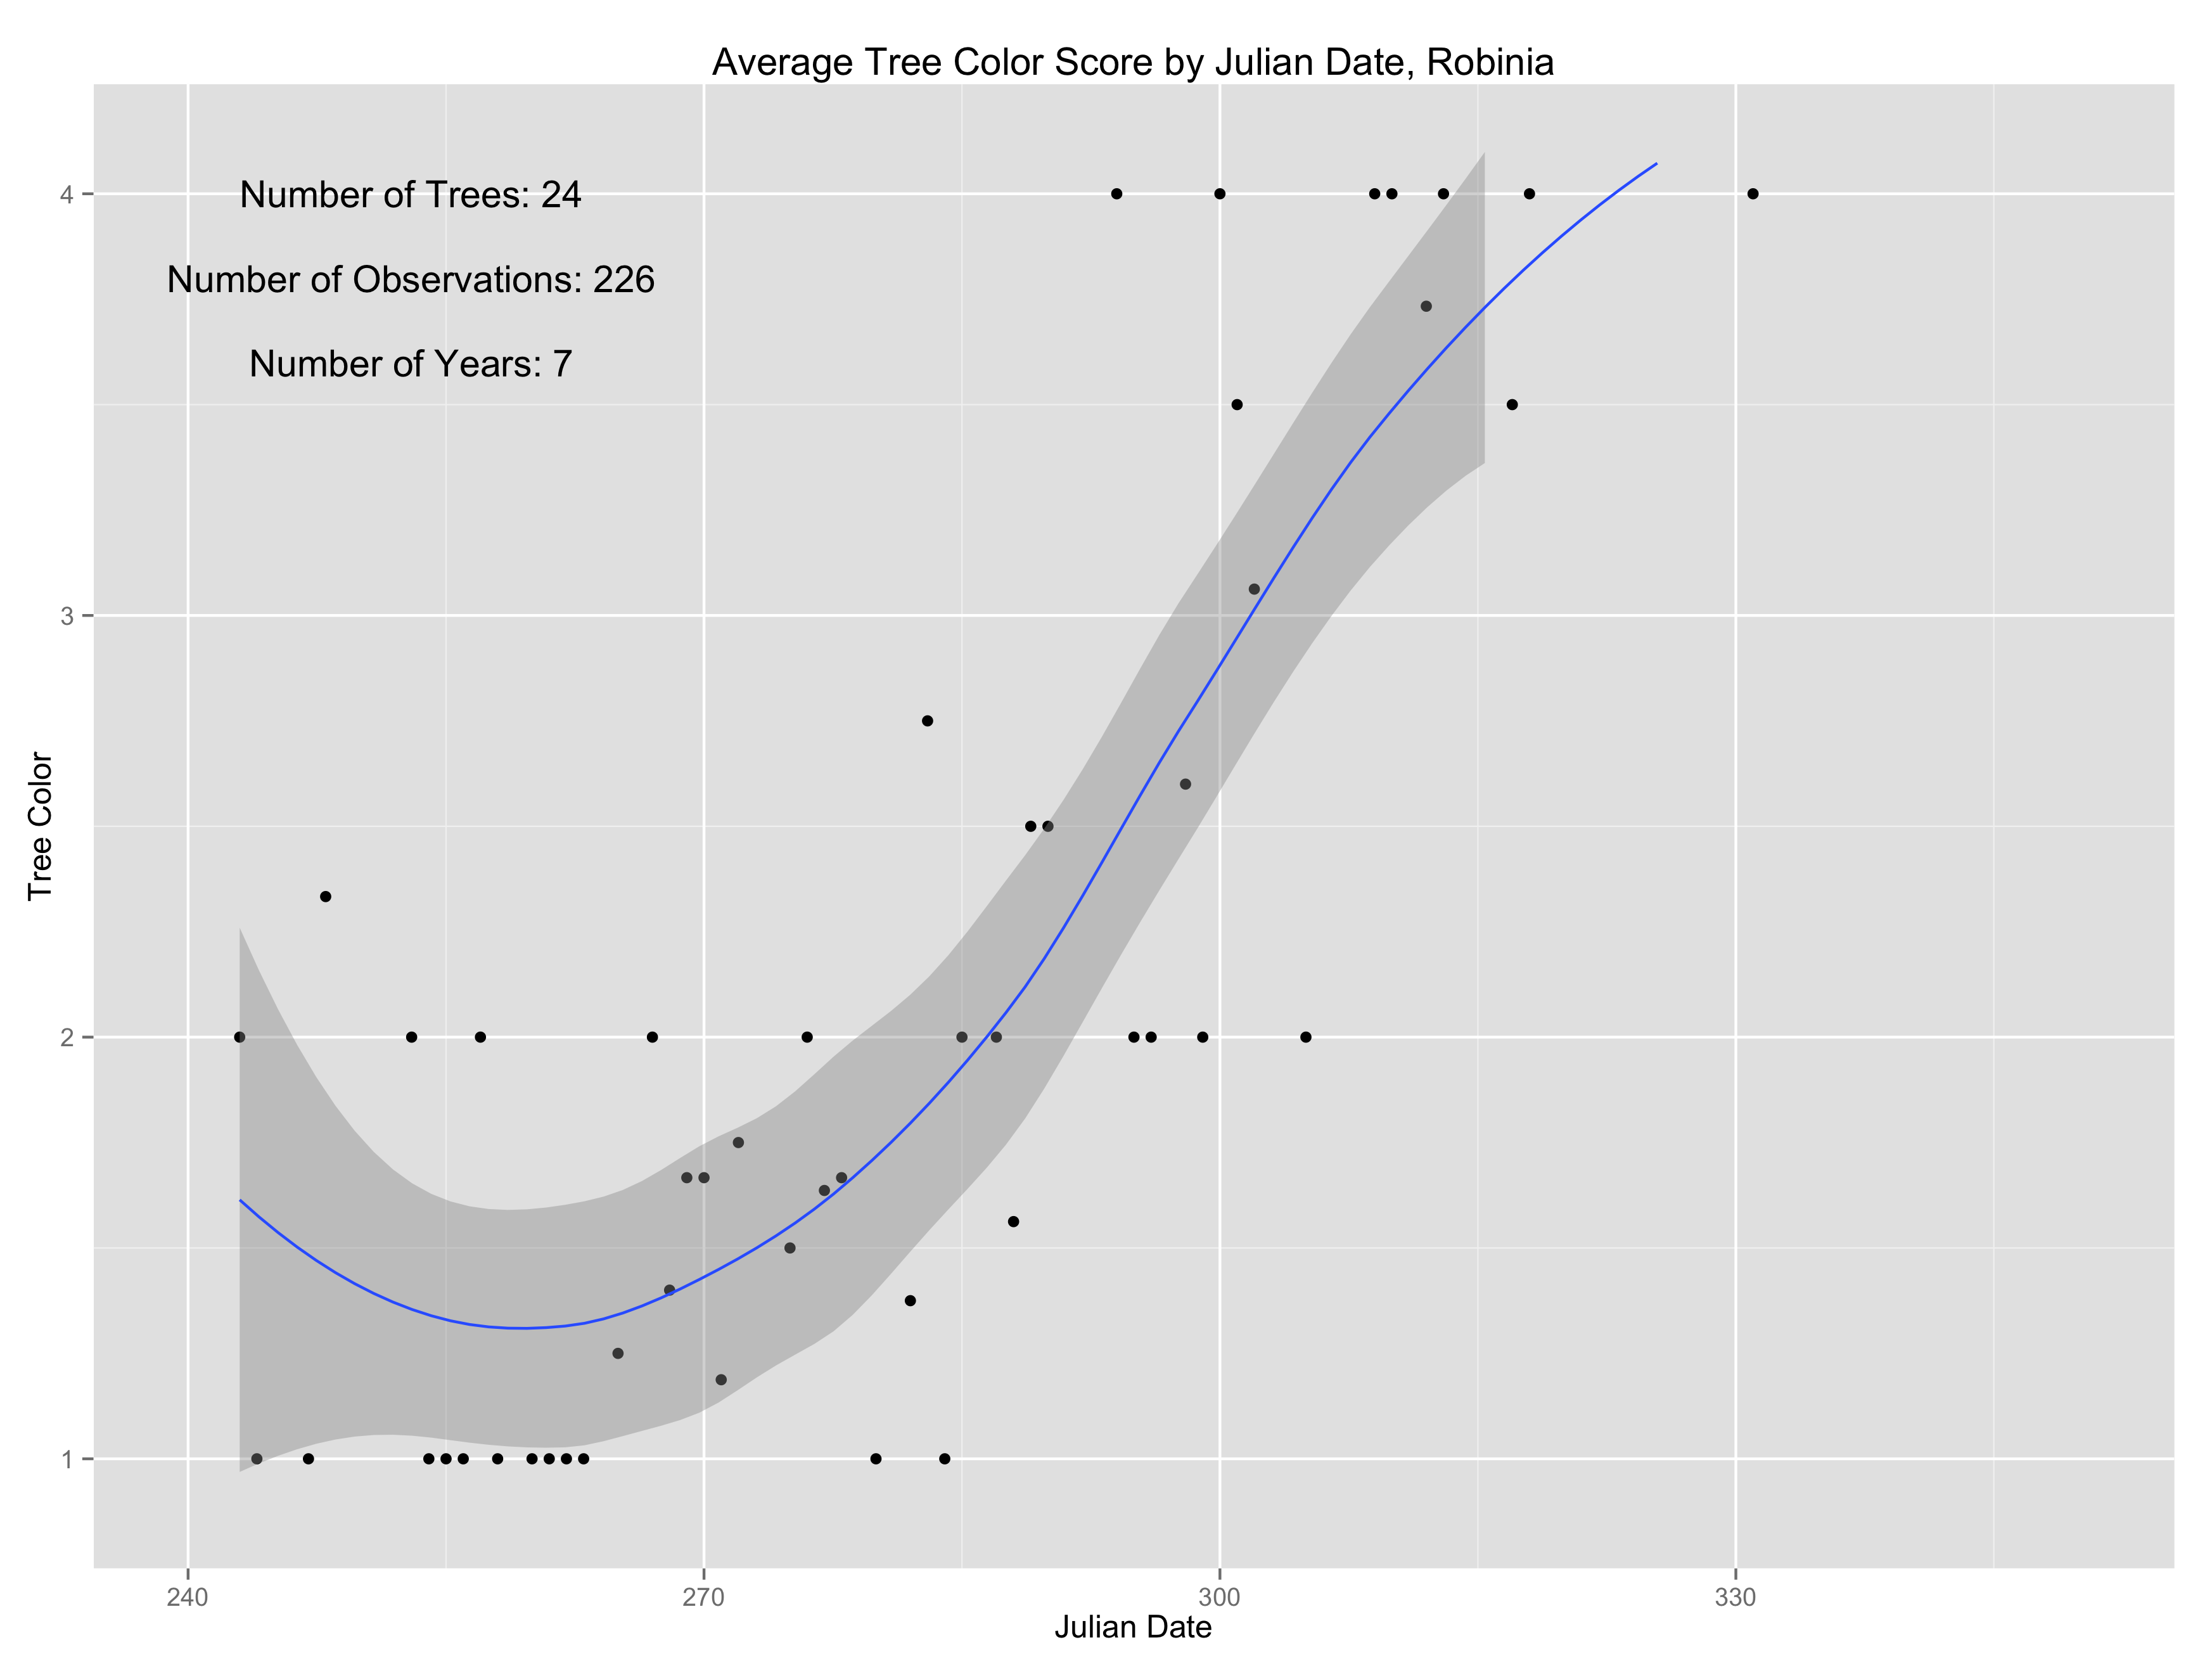 Average Tree Color Score by Julian Date, Robinia
Number of Trees: 24
Number of Observations: 226
Number of Years: 7
Tree Color
4
3
2
1
240 270 300 330
Julian Date